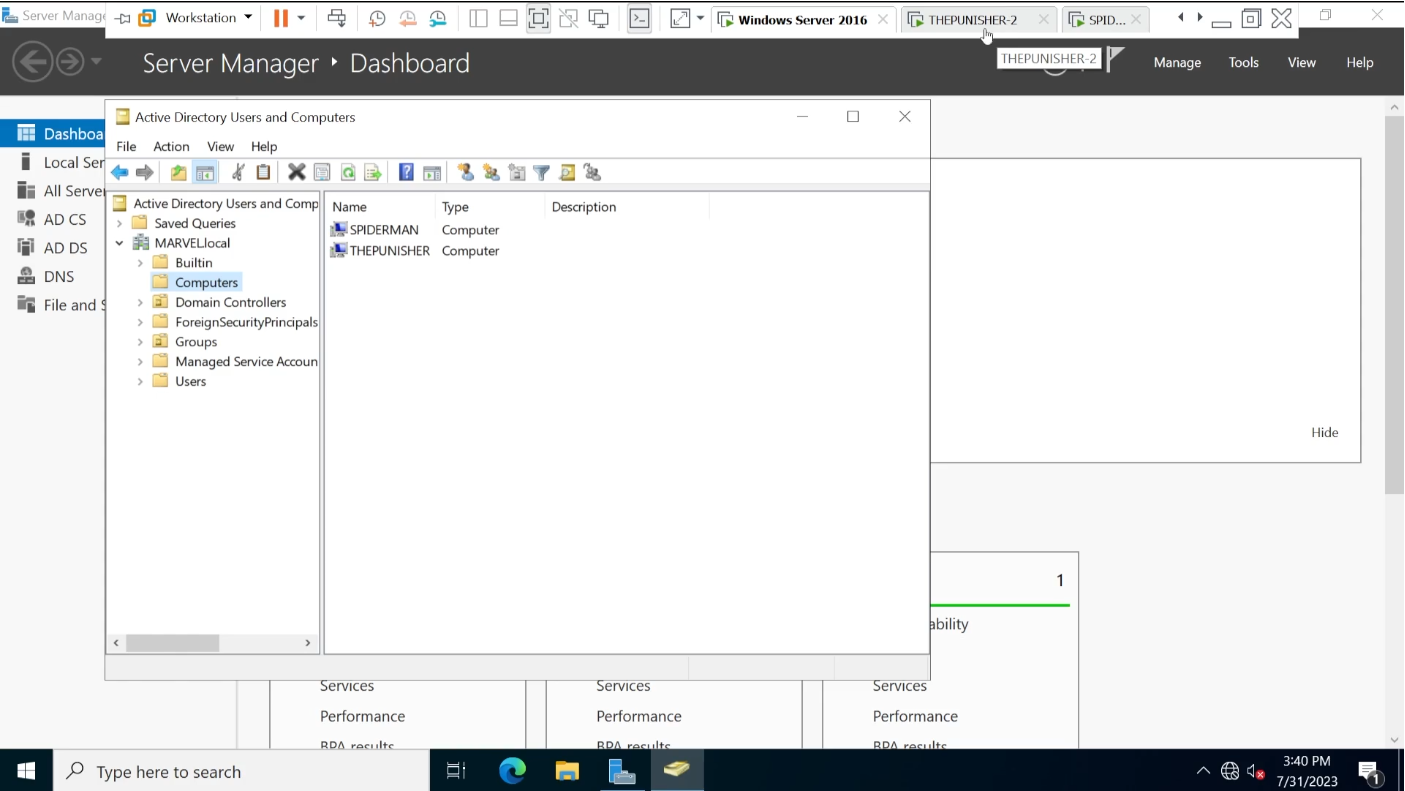 Server Manage
Workstation
Windows Server 2016
THEPUNISHER-2
SPID...
Server Manager
Dashboard
THEPUNISHER-2
Manage
Tools
View
Help
Active Directory Users and Computers
Dashboa
Local Ser
All Server
AD CS
AD DS
DNS
File and S
File
Action
View
Help
Active Directory Users and Comp
Saved Queries
MARVEL.local
Builtin
Computers
Domain Controllers
ForeignSecurityPrincipals
Groups
Managed Service Accoun
Users
Name
Type
Description
SPIDERMAN
Computer
THEPUNISHER
Computer
Hide
1
ability
Services
Performance
BPA results
Services
Performance
BPA results
Services
Performance
BPA results
Type here to search
3:40 PM
7/31/2023
1